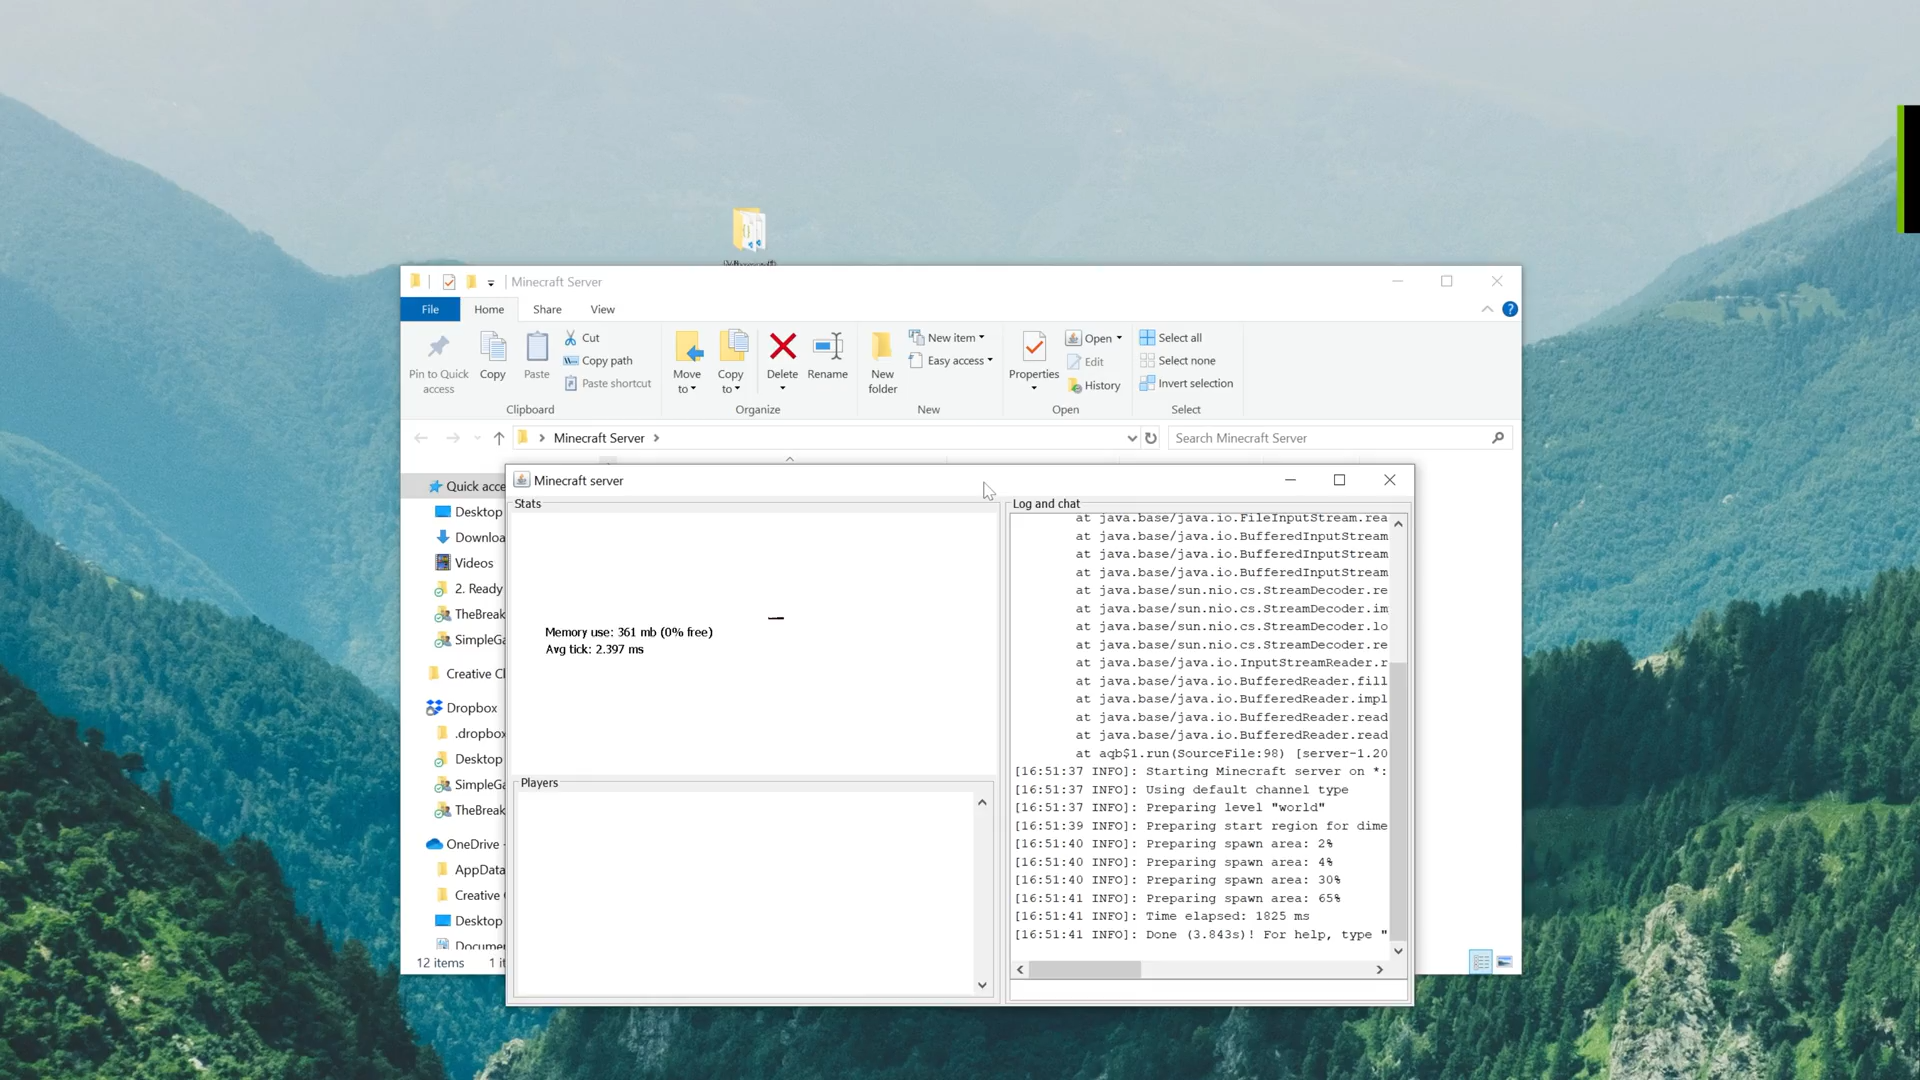 Minecraft Server
File
Home
Share
View
Pin to Quick access
Copy
Paste
Cut
Copy path
Paste shortcut
Clipboard
Move to
Copy to
Delete
Rename
Organize
New folder
New item
Easy access
New
Properties
Open
Edit
History
Open
Select all
Select none
Invert selection
Select
Minecraft Server
Search Minecraft Server
Quick acce
Desktop
Downloa
Videos
2. Ready
TheBreak
SimpleGa
Creative Cl
Dropbox
.dropbox
Desktop
SimpleGa
TheBreak
OneDrive -
AppData
Creative
Desktop
Docume
12 items
1 it
Minecraft server
Stats
Memory use: 361 mb (0% free)
Avg tick: 2.397 ms
Players
Log and chat
at java.base/java.io.FileInputStream.rea
at java.base/java.io.BufferedInputStream
at java.base/java.io.BufferedInputStream
at java.base/java.io.BufferedInputStream
at java.base/sun.nio.cs.StreamDecoder.re
at java.base/sun.nio.cs.StreamDecoder.im
at java.base/sun.nio.cs.StreamDecoder.lo
at java.base/sun.nio.cs.StreamDecoder.re
at java.base/java.io.InputStreamReader.r
at java.base/java.io.BufferedReader.fill
at java.base/java.io.BufferedReader.impl
at java.base/java.io.BufferedReader.read
at java.base/java.io.BufferedReader.read
at aqb$1.run(SourceFile:98) [server-1.20
[16:51:37 INFO]: Starting Minecraft server on *:
[16:51:37 INFO]: Using default channel type
[16:51:37 INFO]: Preparing level "world"
[16:51:39 INFO]: Preparing start region for dime
[16:51:40 INFO]: Preparing spawn area: 2%
[16:51:40 INFO]: Preparing spawn area: 4%
[16:51:40 INFO]: Preparing spawn area: 30%
[16:51:41 INFO]: Preparing spawn area: 65%
[16:51:41 INFO]: Time elapsed: 1825 ms
[16:51:41 INFO]: Done (3.843s)! For help, type "